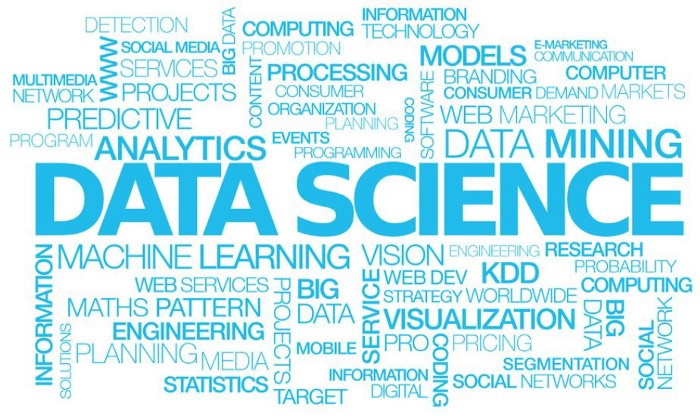 DETECTION
WWW
SOCIAL MEDIA
BIG DATA
SERVICES
MULTIMEDIA
NETWORK
PROJECTS
PREDICTIVE
PROGRAM
ANALYTICS
COMPUTING
PROMOTION
CONTENT
PROCESSING
CONSUMER
ORGANIZATION
PLANNING
EVENTS
PROGRAMMING
INFORMATION
TECHNOLOGY
CODING
SOFTWARE
MODELS
E-MARKETING
COMMUNICATION
BRANDING
COMPUTER
CONSUMER DEMAND MARKETS
WEB MARKETING
DATA MINING
DATA SCIENCE
INFORMATION
MACHINE LEARNING
VISION
ENGINEERING
RESEARCH
PROBABILITY
WEB SERVICES
PROJECTS
BIG
DATA
SERVICE
WEB DEV
KDD
COMPUTING
STRATEGY WORLDWIDE
MATHS PATTERN
ENGINEERING
SOLUTIONS
PLANNING
MEDIA
STATISTICS
MOBILE
TARGET
INFORMATION
DIGITAL
VISUALIZATION
PRO
CODING
PRICING
SEGMENTATION
SOCIAL NETWORKS
BIG
DATA
SOCIAL
NETWORK